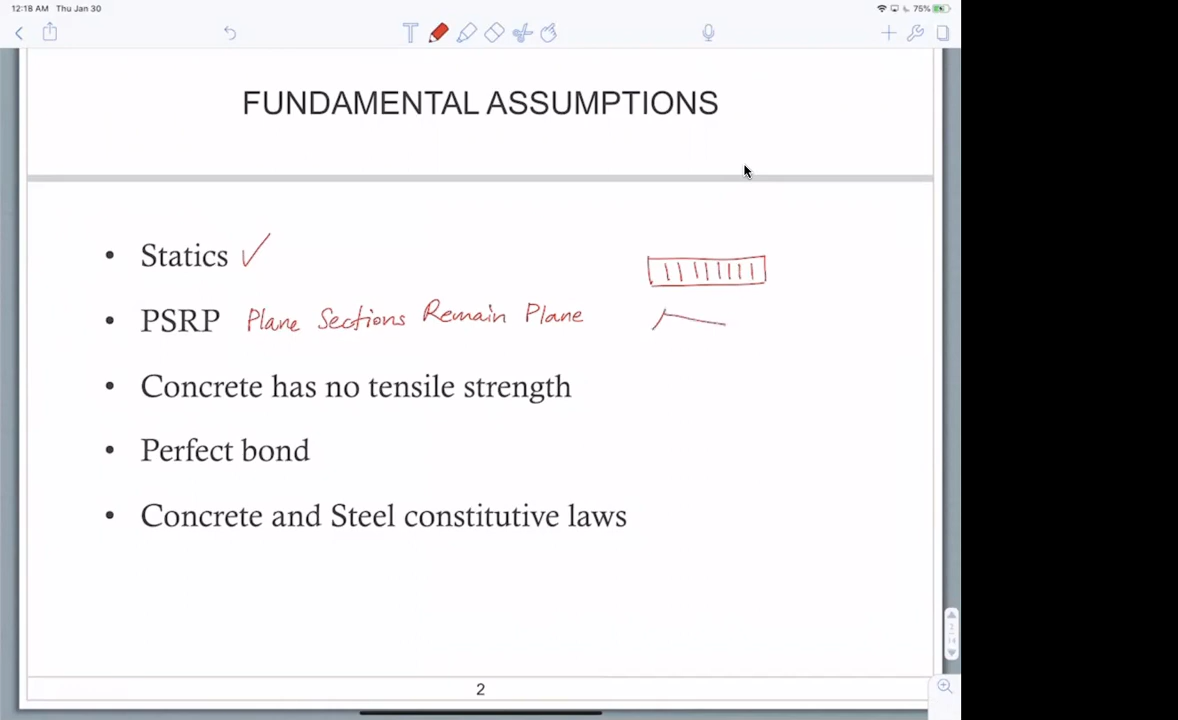 12:18 AM Thu Jan 30
75%
FUNDAMENTAL ASSUMPTIONS
• Statics ✓
• PSRP Plane Sections Remain Plane
• Concrete has no tensile strength
• Perfect bond
• Concrete and Steel constitutive laws
2